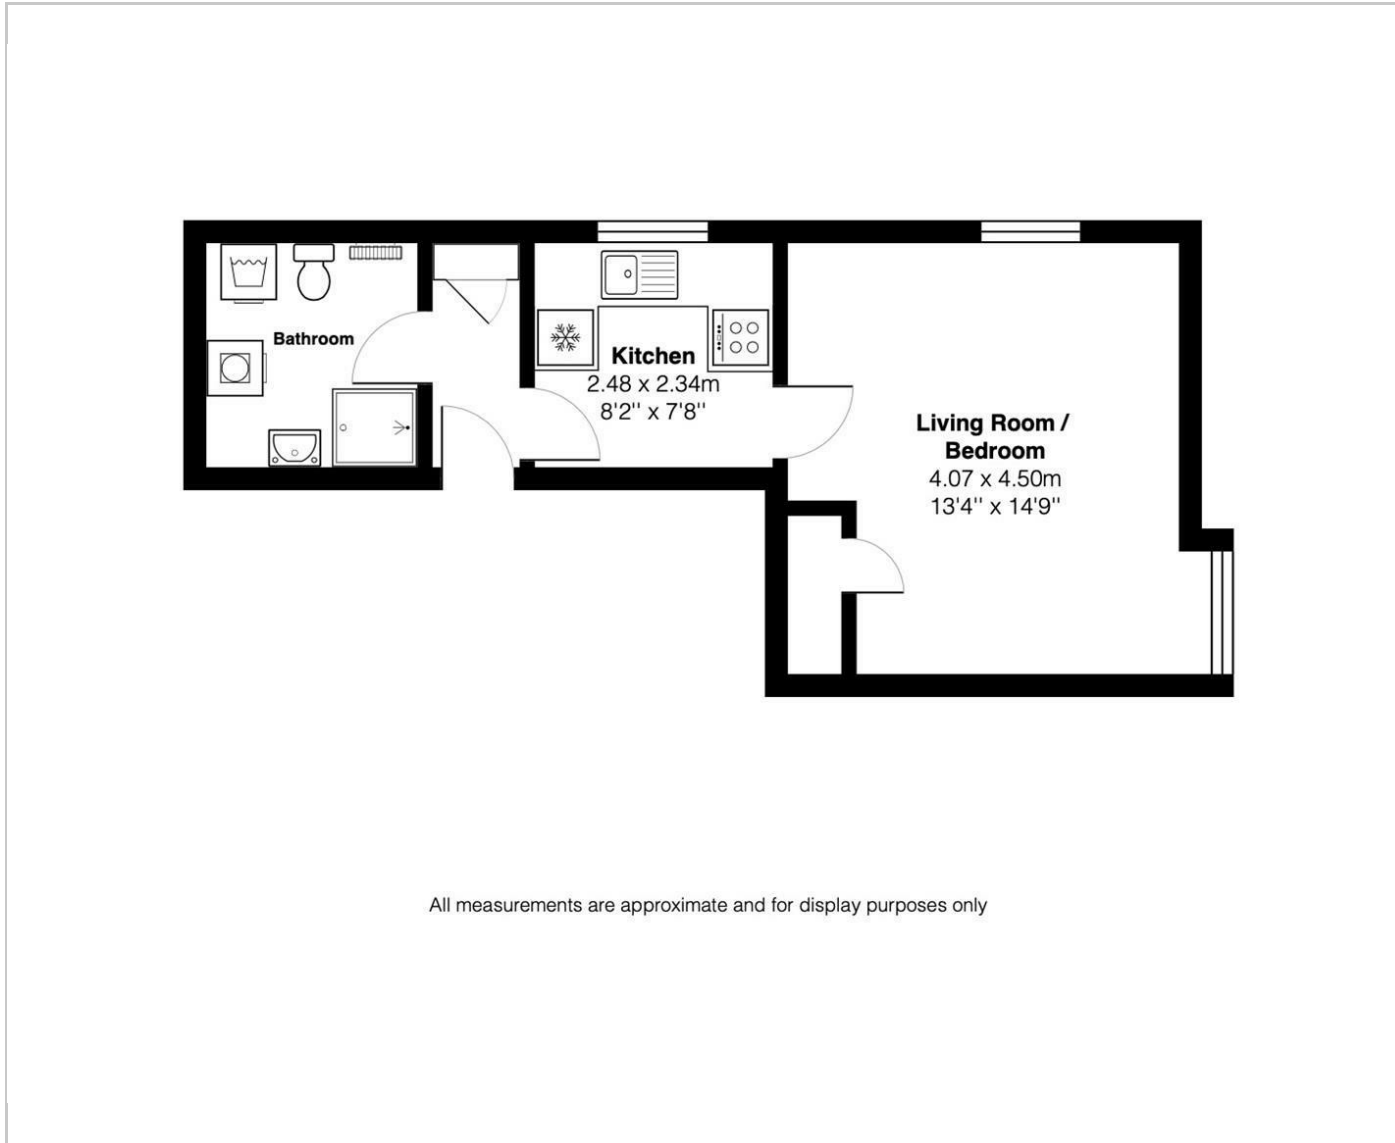 Bathroom
Kitchen
2.48 x 2.34m
8'2'' x 7'8''
Living Room /
Bedroom
4.07 x 4.50m
13'4'' x 14'9''
All measurements are approximate and for display purposes only